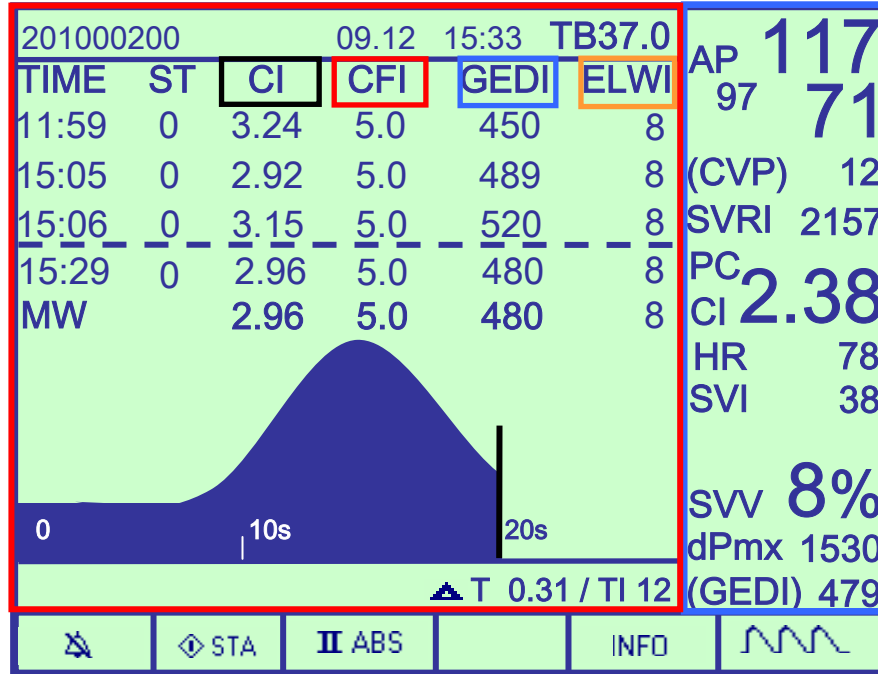 201000200 09.12 15:33 TB37.0
TIME ST CI CFI GEDI ELWI
11:59 0 3.24 5.0 450 8
15:05 0 2.92 5.0 489 8
15:06 0 3.15 5.0 520 8
15:29 0 2.96 5.0 480 8
MW 2.96 5.0 480 8
0 10s 20s
T 0.31 / TI 12
AP 117
97 71
(CVP) 12
SVRI 2157
PC
CI 2.38
HR 78
SVI 38
SVV 8%
dPmx 1530
(GEDI) 479
STA II ABS INFO